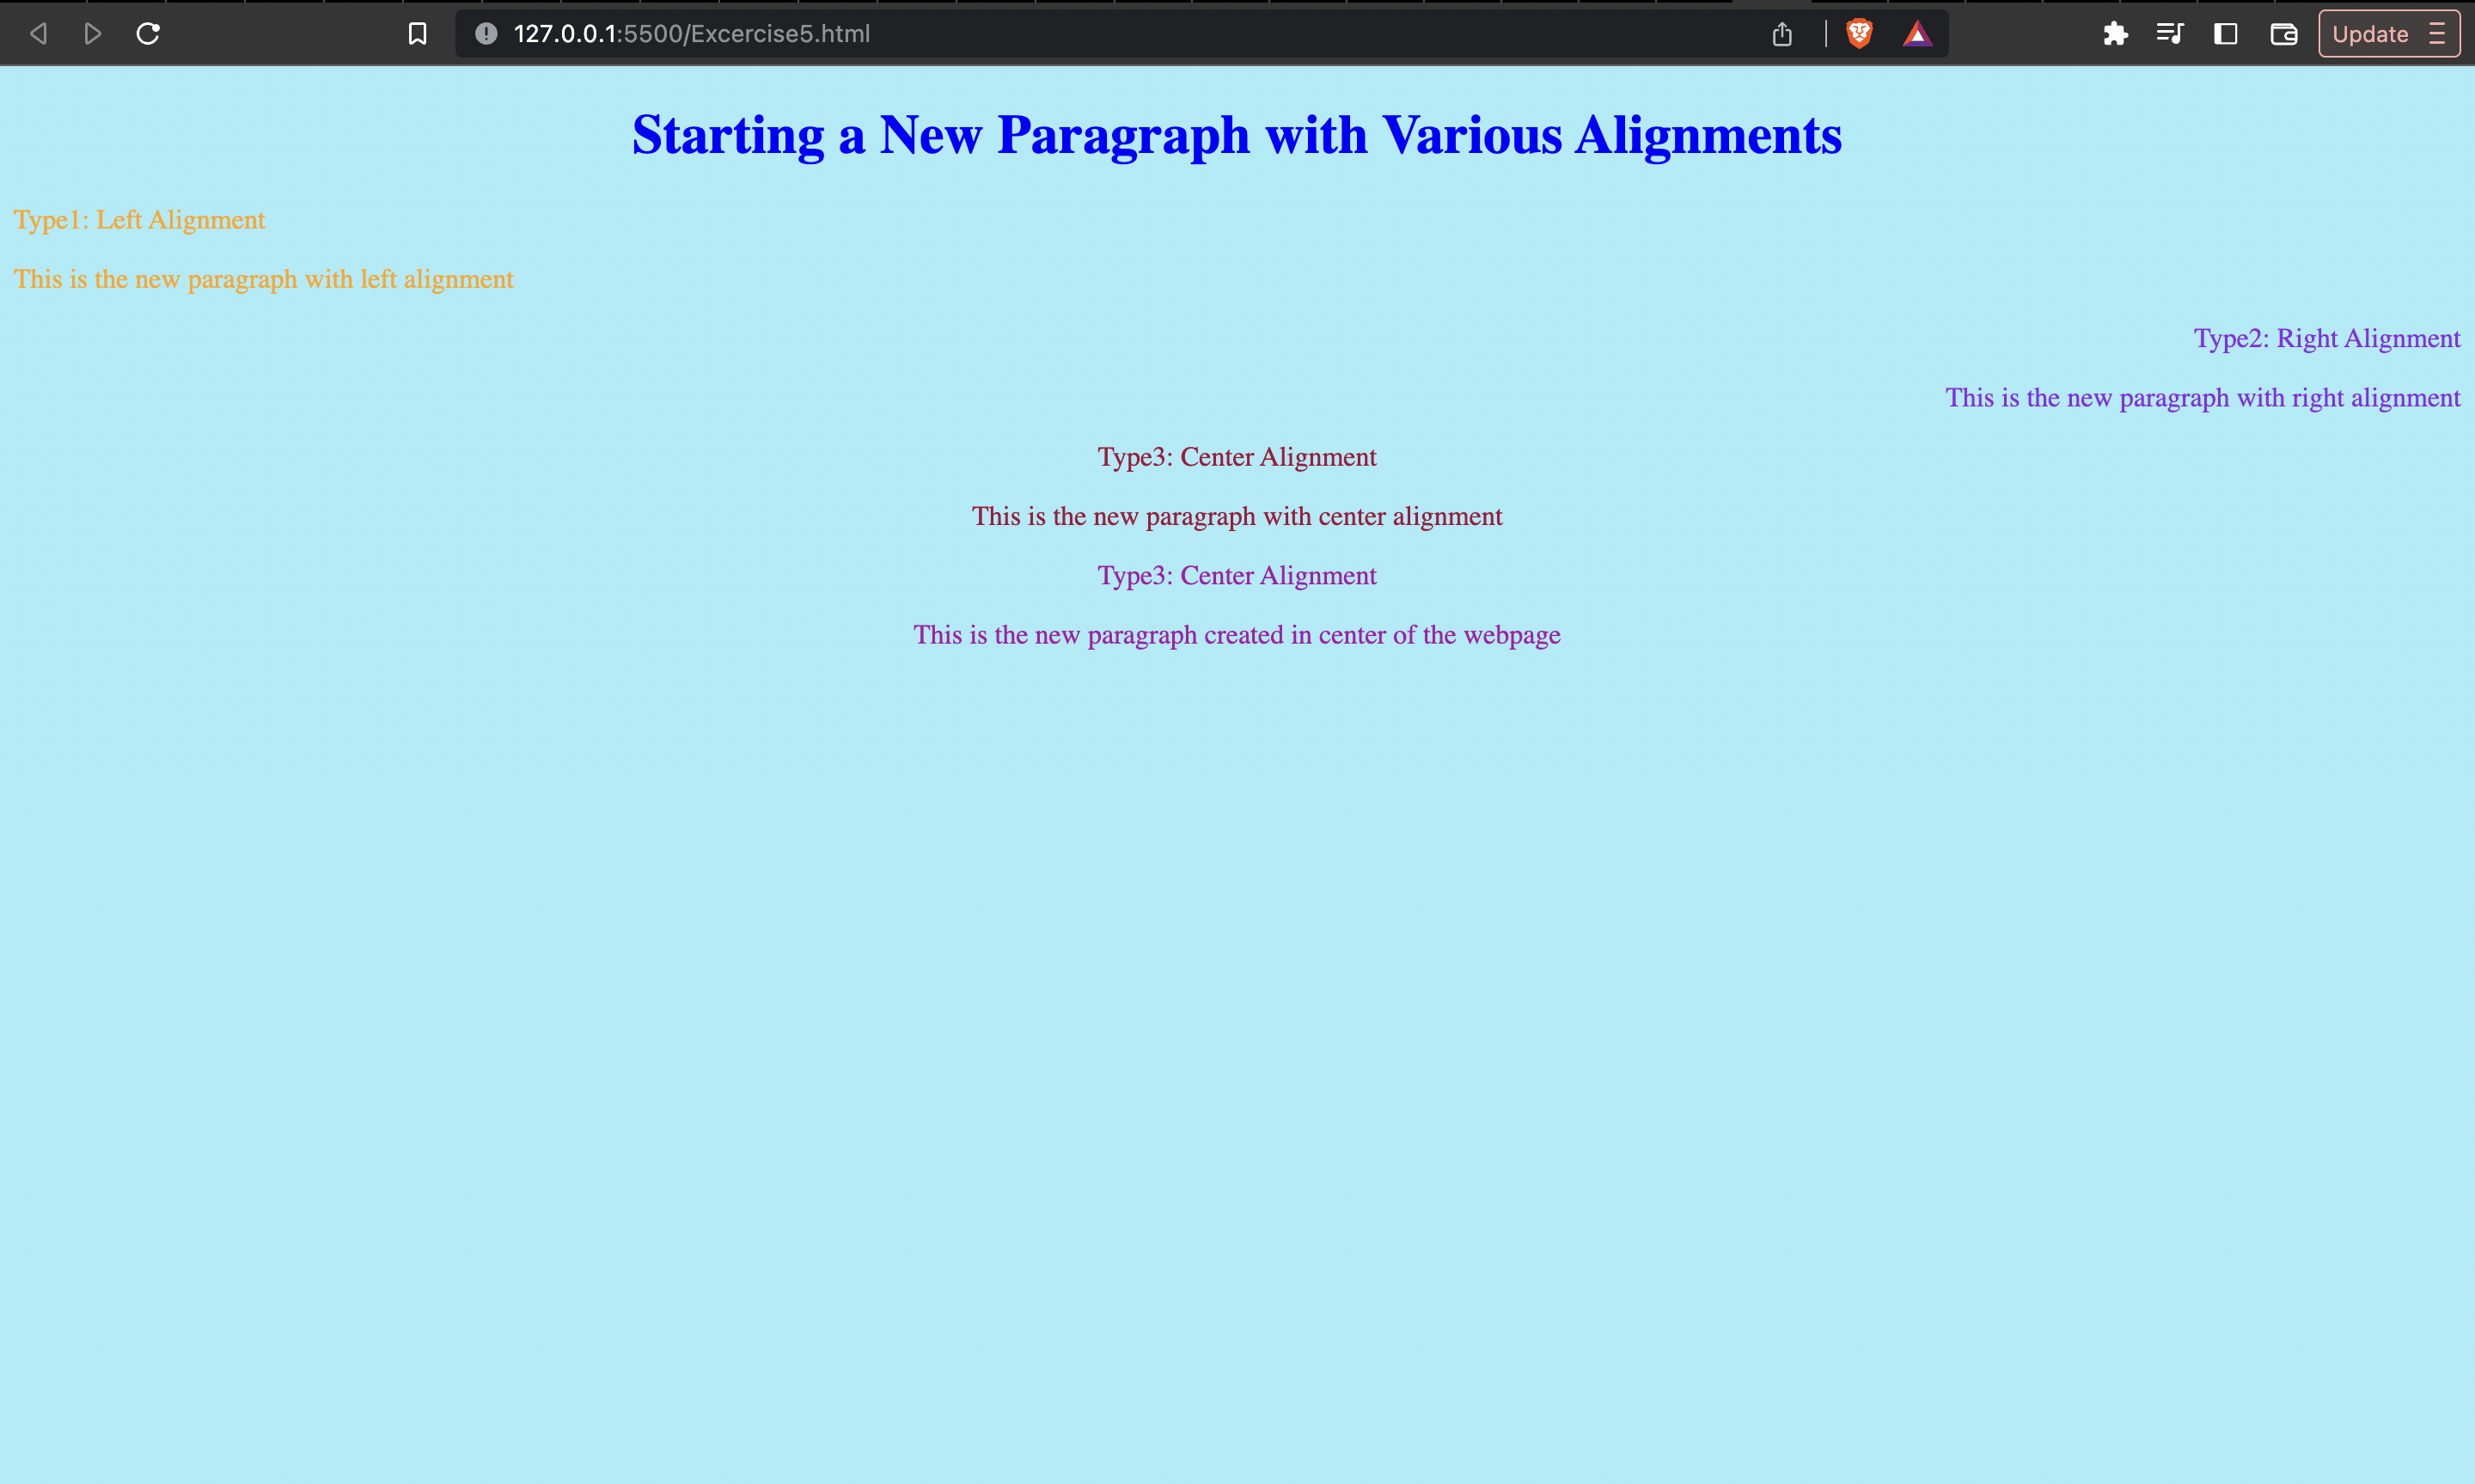 127.0.0.1:5500/Excercise5.html
Update
Starting a New Paragraph with Various Alignments
Type1: Left Alignment
This is the new paragraph with left alignment
Type2: Right Alignment
This is the new paragraph with right alignment
Type3: Center Alignment
This is the new paragraph with center alignment
Type3: Center Alignment
This is the new paragraph created in center of the webpage